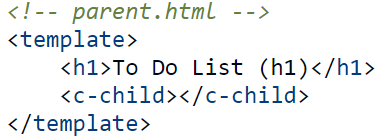 <!-- parent.html -->
<template>
    <h1>To Do List (h1)</h1>
    <c-child></c-child>
</template>